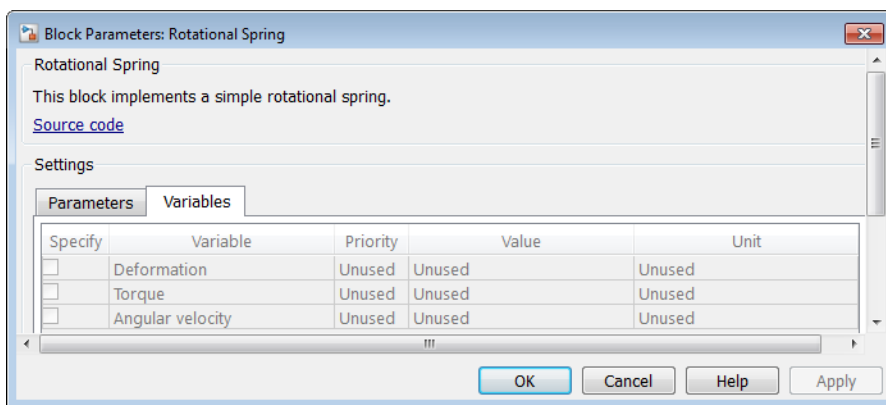 Block Parameters: Rotational Spring
Rotational Spring
This block implements a simple rotational spring.
Source code
Settings
Parameters Variables
Specify Variable Priority Value Unit
Deformation Unused Unused Unused
Torque Unused Unused Unused
Angular velocity Unused Unused Unused
OK Cancel Help Apply